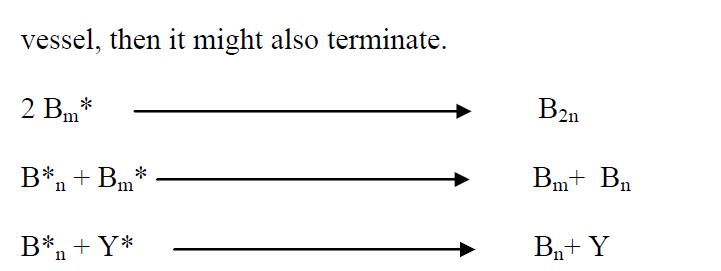 vessel, then it might also terminate.
2 Bm* ⟶ B2n
B*n + Bm* ⟶ Bm+ Bn
B*n + Y* ⟶ Bn+ Y